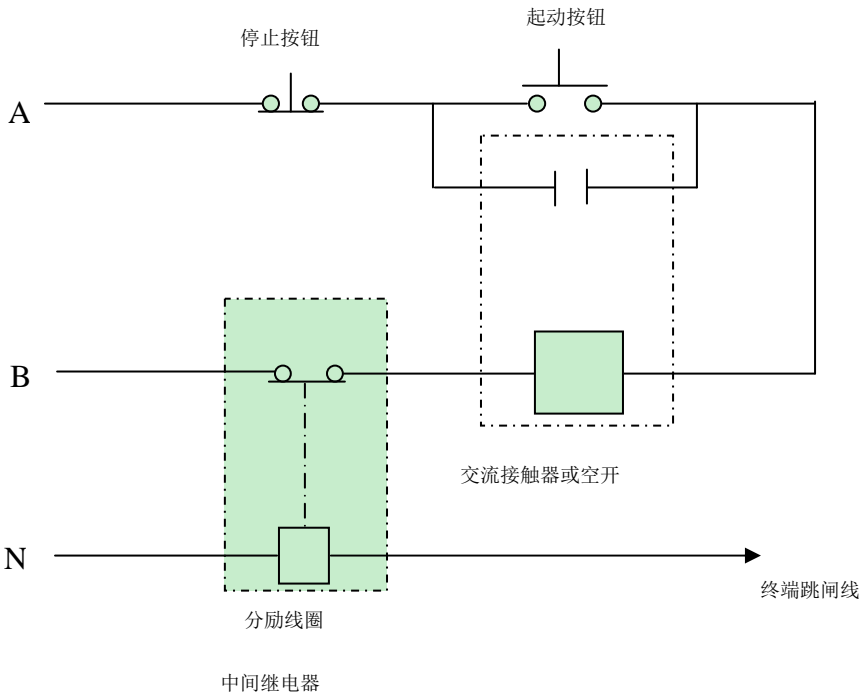 起动按钮
停止按钮
A
B
交流接触器或空开
N
终端跳闸线
分励线圈
中间继电器